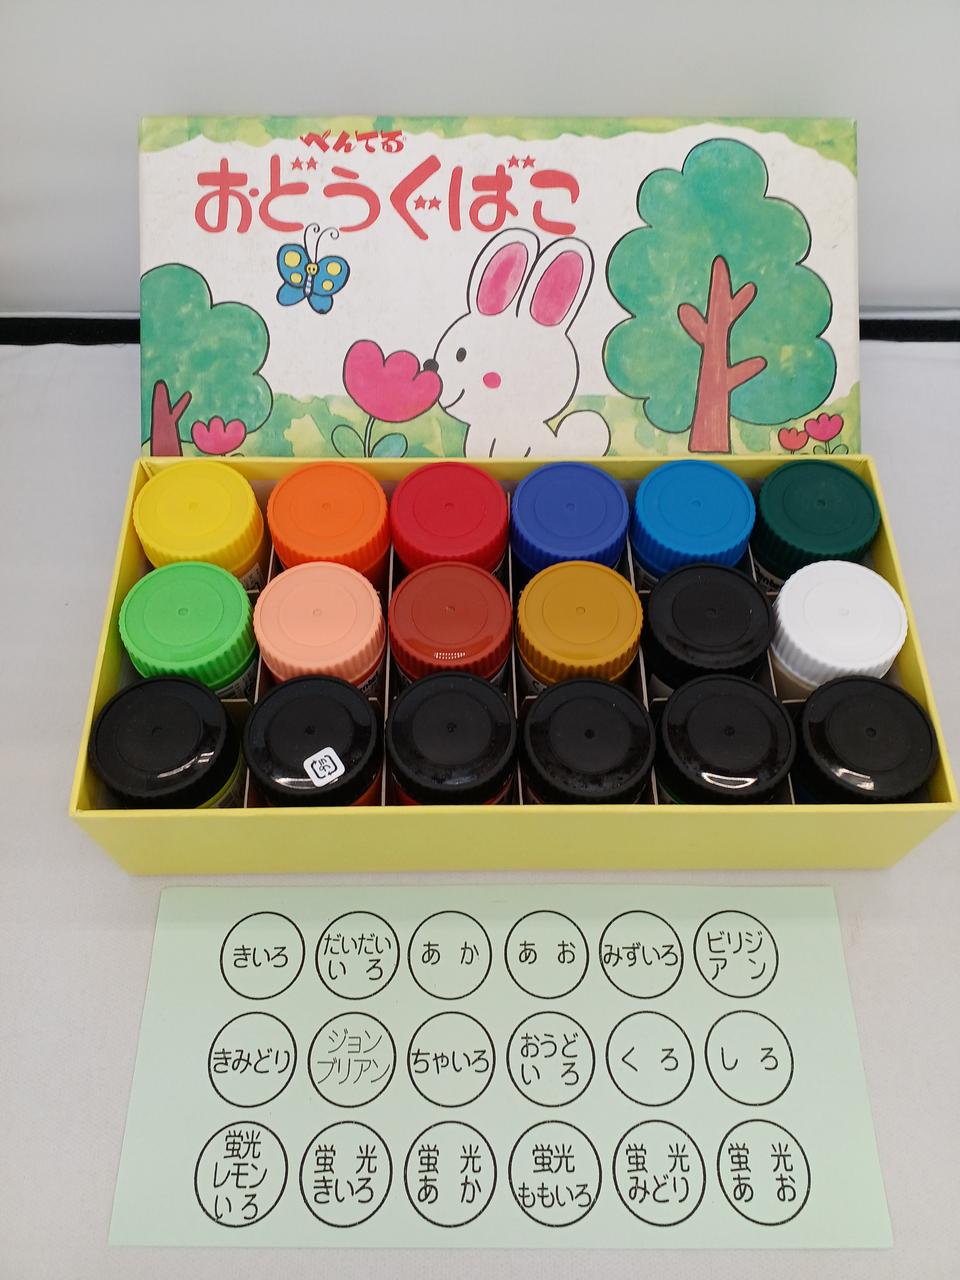 ぺんてる
おどうぐばこ
きいろ
だいだい
いろ
あか
あお
みずいろ
ビリジ
アン
きみどり
ジョン
ブリアン
ちゃいろ
おうど
いろ
くろ
しろ
蛍光
レモン
いろ
蛍光
きいろ
蛍光
あか
蛍光
ももいろ
蛍光
みどり
蛍光
あお